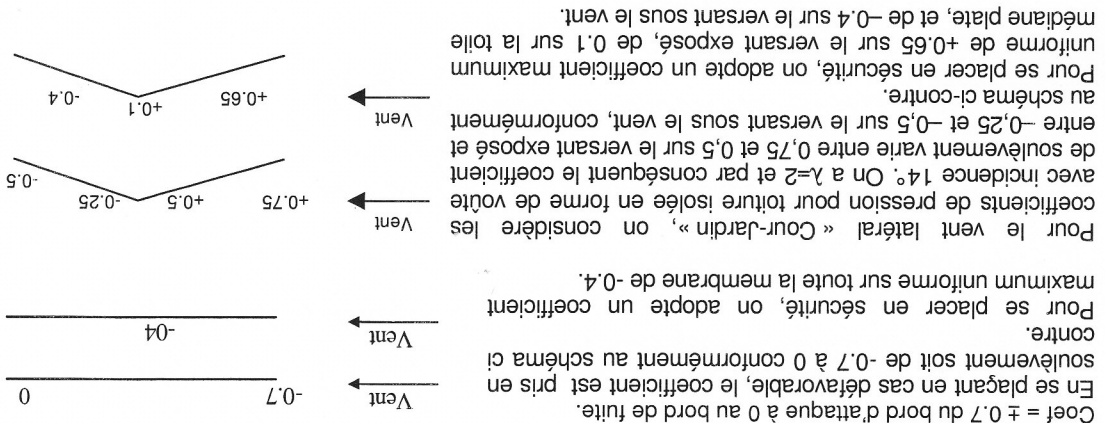 Coef = ± 0.7 du bord d'attaque à 0 au bord de fuite.
En se plaçant en cas défavorable, le coefficient est pris en
soulèvement soit de -0.7 à 0 conformément au schéma ci
contre.
Pour se placer en sécurité, on adopte un coefficient
maximum uniforme sur toute la membrane de -0.4.
Vent
-0.7
0
Vent
-04
Pour le vent latéral « Cour-Jardin », on considère les
coefficients de pression pour toiture isolée en forme de voûte
avec incidence 14°. On a λ=2 et par conséquent le coefficient
de soulèvement varie entre 0,75 et 0,5 sur le versant exposé et
entre –0,25 et –0,5 sur le versant sous le vent, conformément
au schéma ci-contre.
Pour se placer en sécurité, on adopte un coefficient maximum
uniforme de +0.65 sur le versant exposé, de 0.1 sur la toile
médiane plate, et de –0.4 sur le versant sous le vent.
Vent
+0.75
+0.5
-0.25
-0.5
Vent
+0.65
+0.1
-0.4